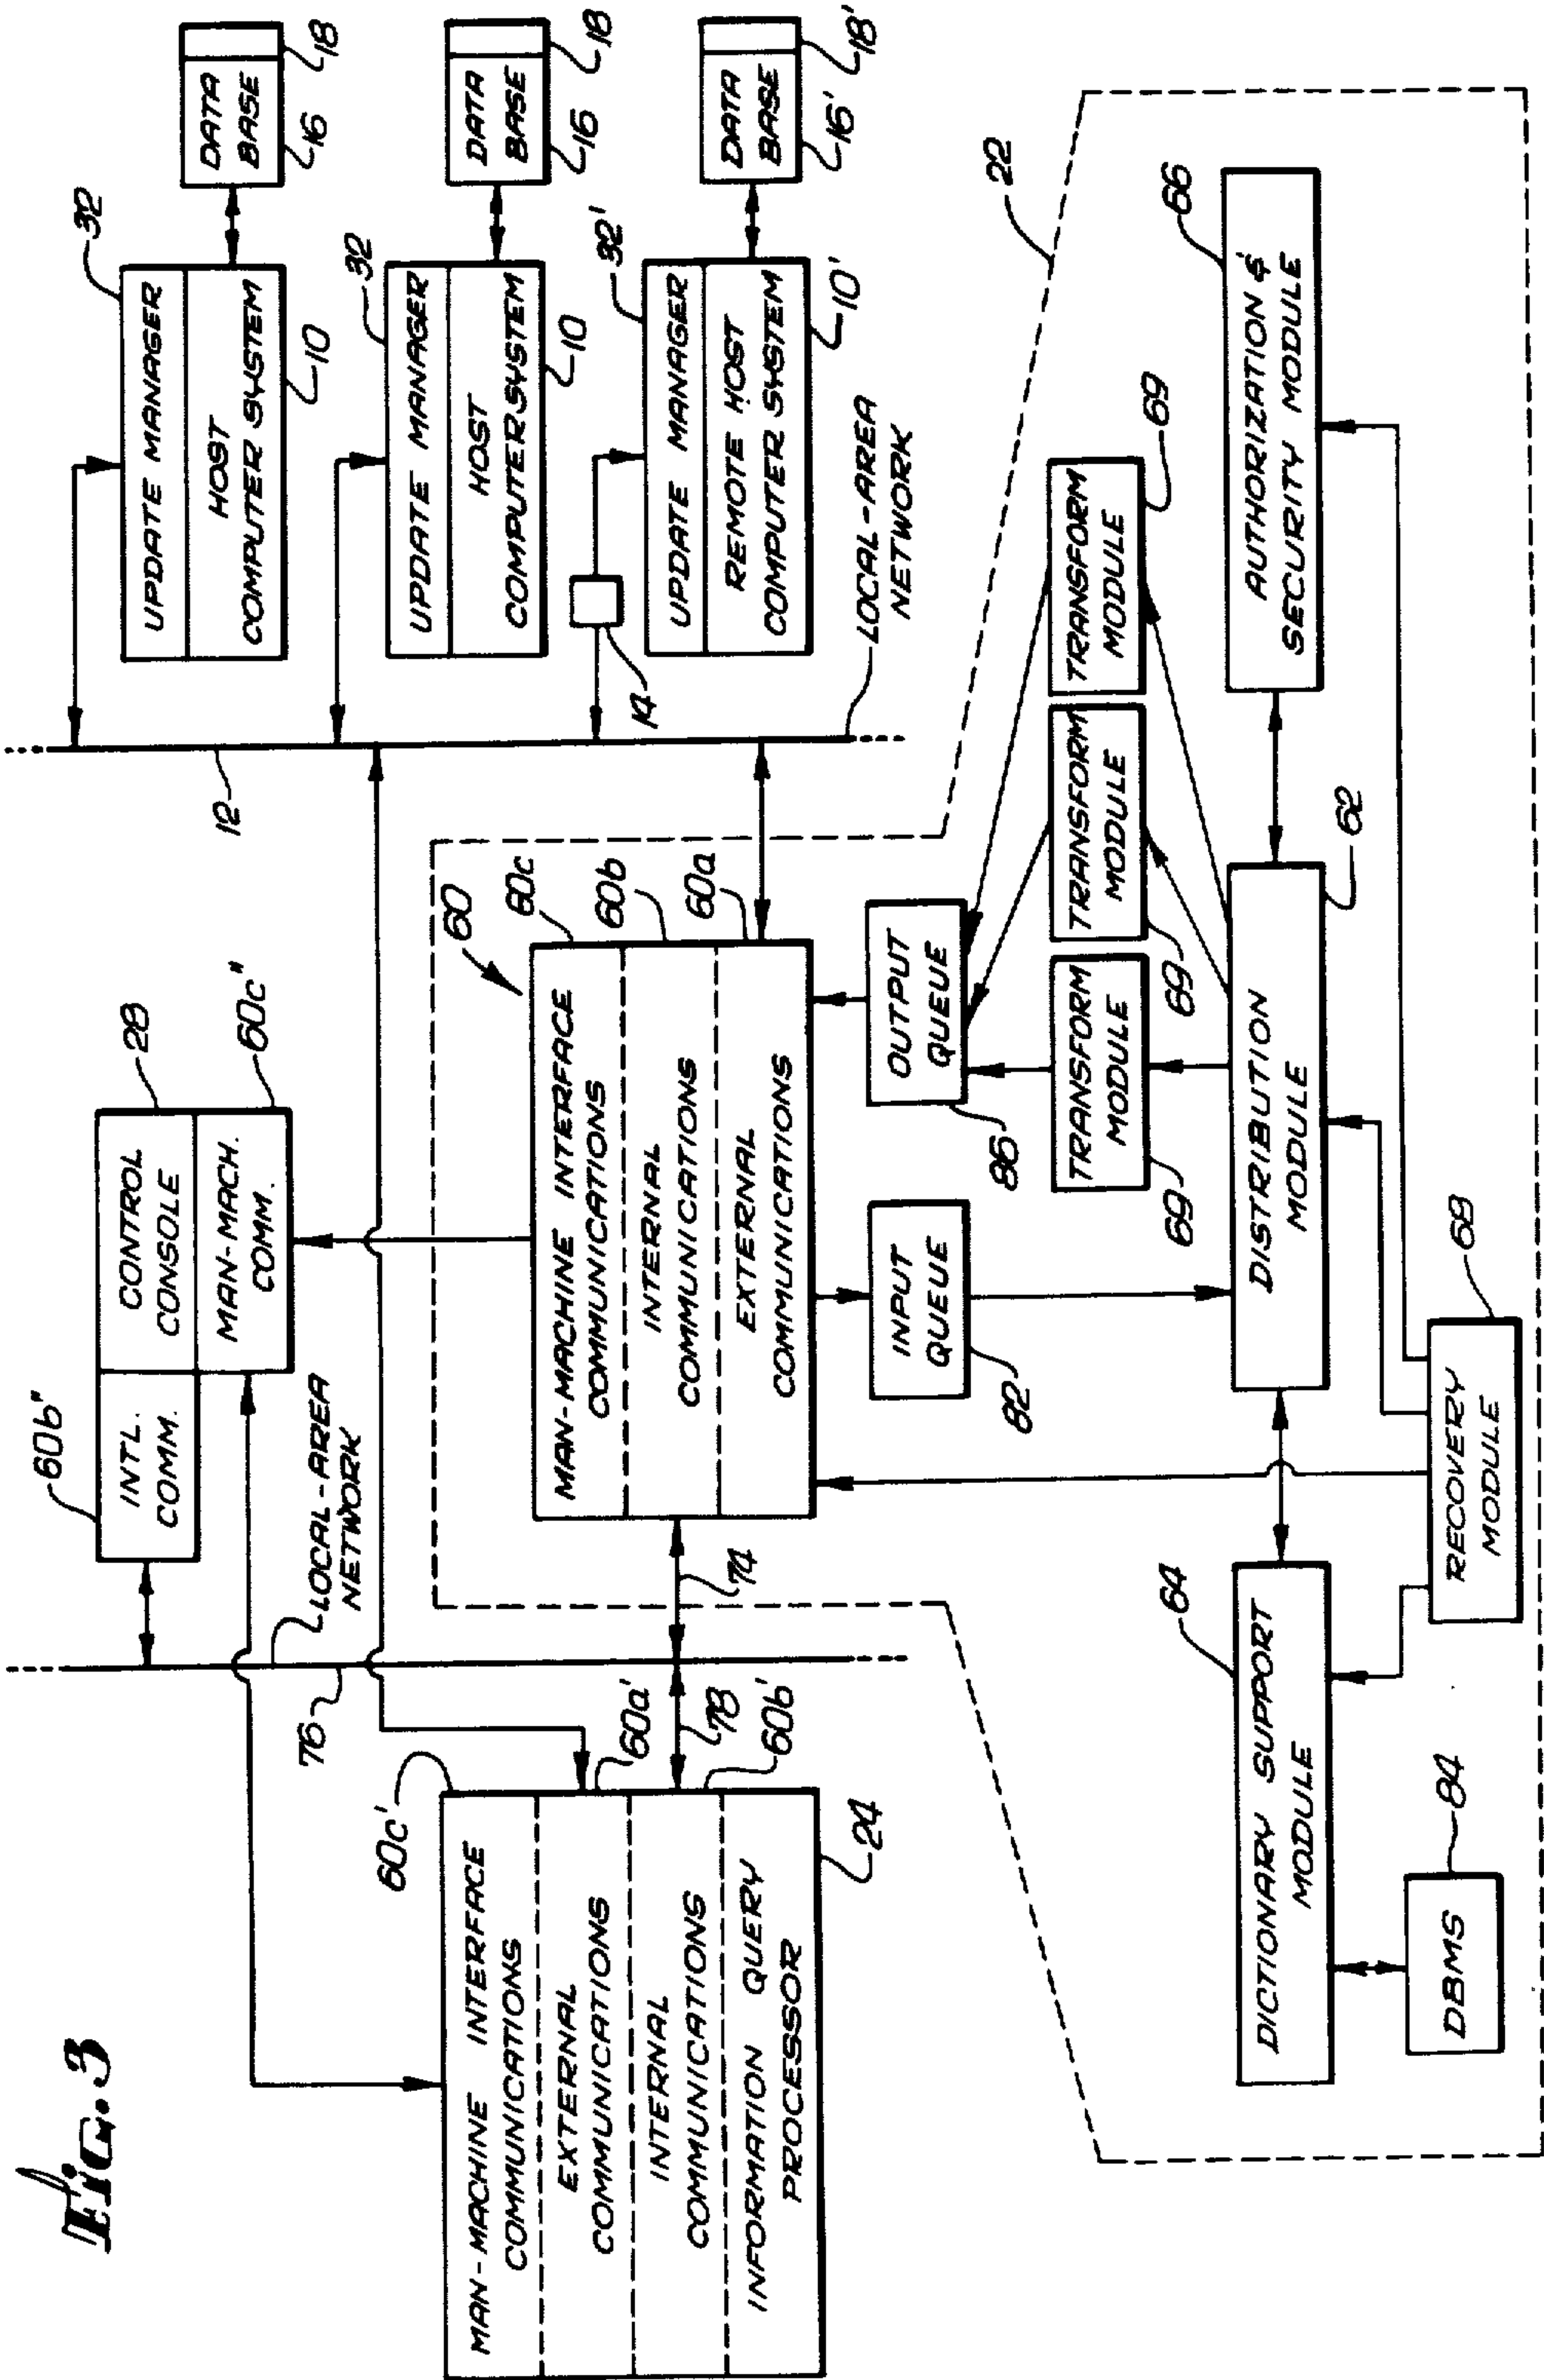 Fig. 3
MAN-MACHINE INTERFACE
COMMUNICATIONS
EXTERNAL
COMMUNICATIONS
INTERNAL
COMMUNICATIONS
INFORMATION QUERY
PROCESSOR
60c'
60a'
78
60b'
24
76
LOCAL-AREA
NETWORK
60b"
INTL.
COMM.
CONTROL
CONSOLE
MAN-MACH.
COMM.
28
60c"
74
MAN-MACHINE INTERFACE
COMMUNICATIONS
INTERNAL
COMMUNICATIONS
EXTERNAL
COMMUNICATIONS
60
60c
60b
60a
12
LOCAL-AREA
NETWORK
14
UPDATE MANAGER
HOST
COMPUTER SYSTEM
32
10
DATA
BASE
16
18
UPDATE MANAGER
HOST
COMPUTER SYSTEM
32
10
DATA
BASE
16
18
UPDATE MANAGER
REMOTE HOST
COMPUTER SYSTEM
32'
10'
DATA
BASE
16'
18'
22
INPUT
QUEUE
82
OUTPUT
QUEUE
86
TRANSFORM
MODULE
69
TRANSFORM
MODULE
69
TRANSFORM
MODULE
69
DICTIONARY SUPPORT
MODULE
64
DBMS
84
DISTRIBUTION
MODULE
62
AUTHORIZATION &
SECURITY MODULE
66
RECOVERY
MODULE
68